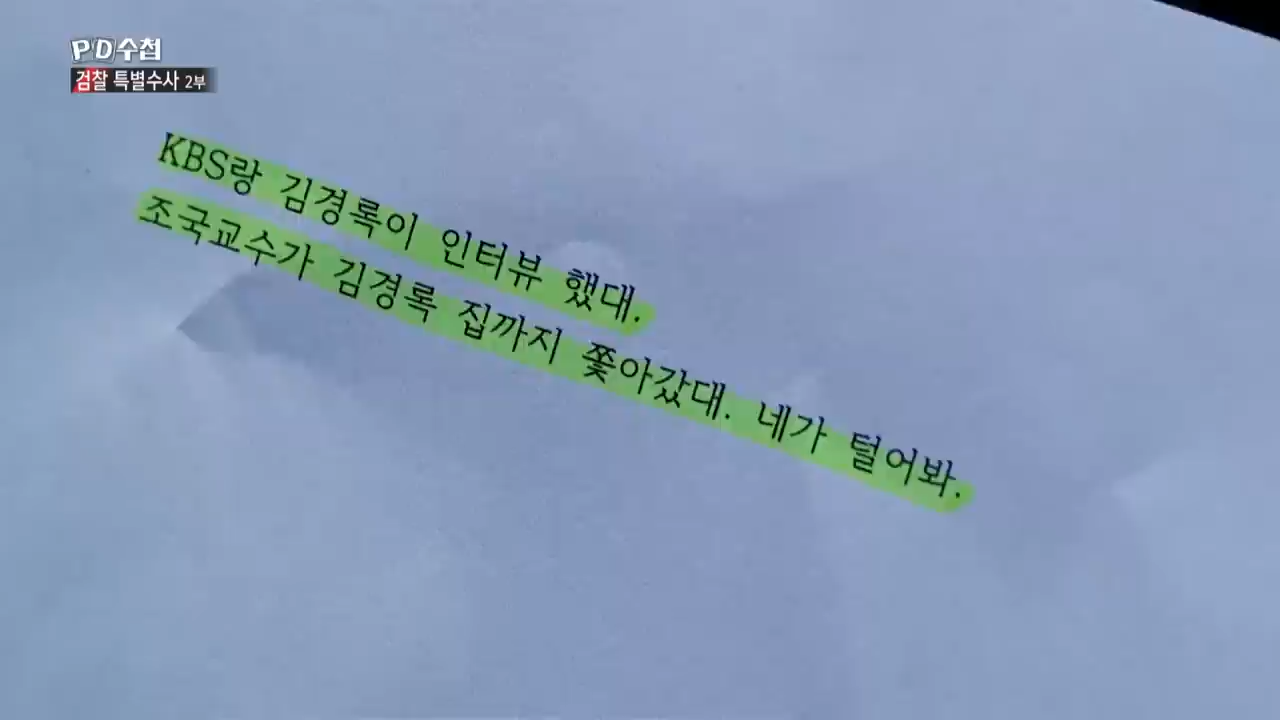 PD수첩
검찰 특별수사 2부
KBS랑 김경록이 인터뷰 했대.
조국교수가 김경록 집까지 쫓아갔대. 네가 털어봐.